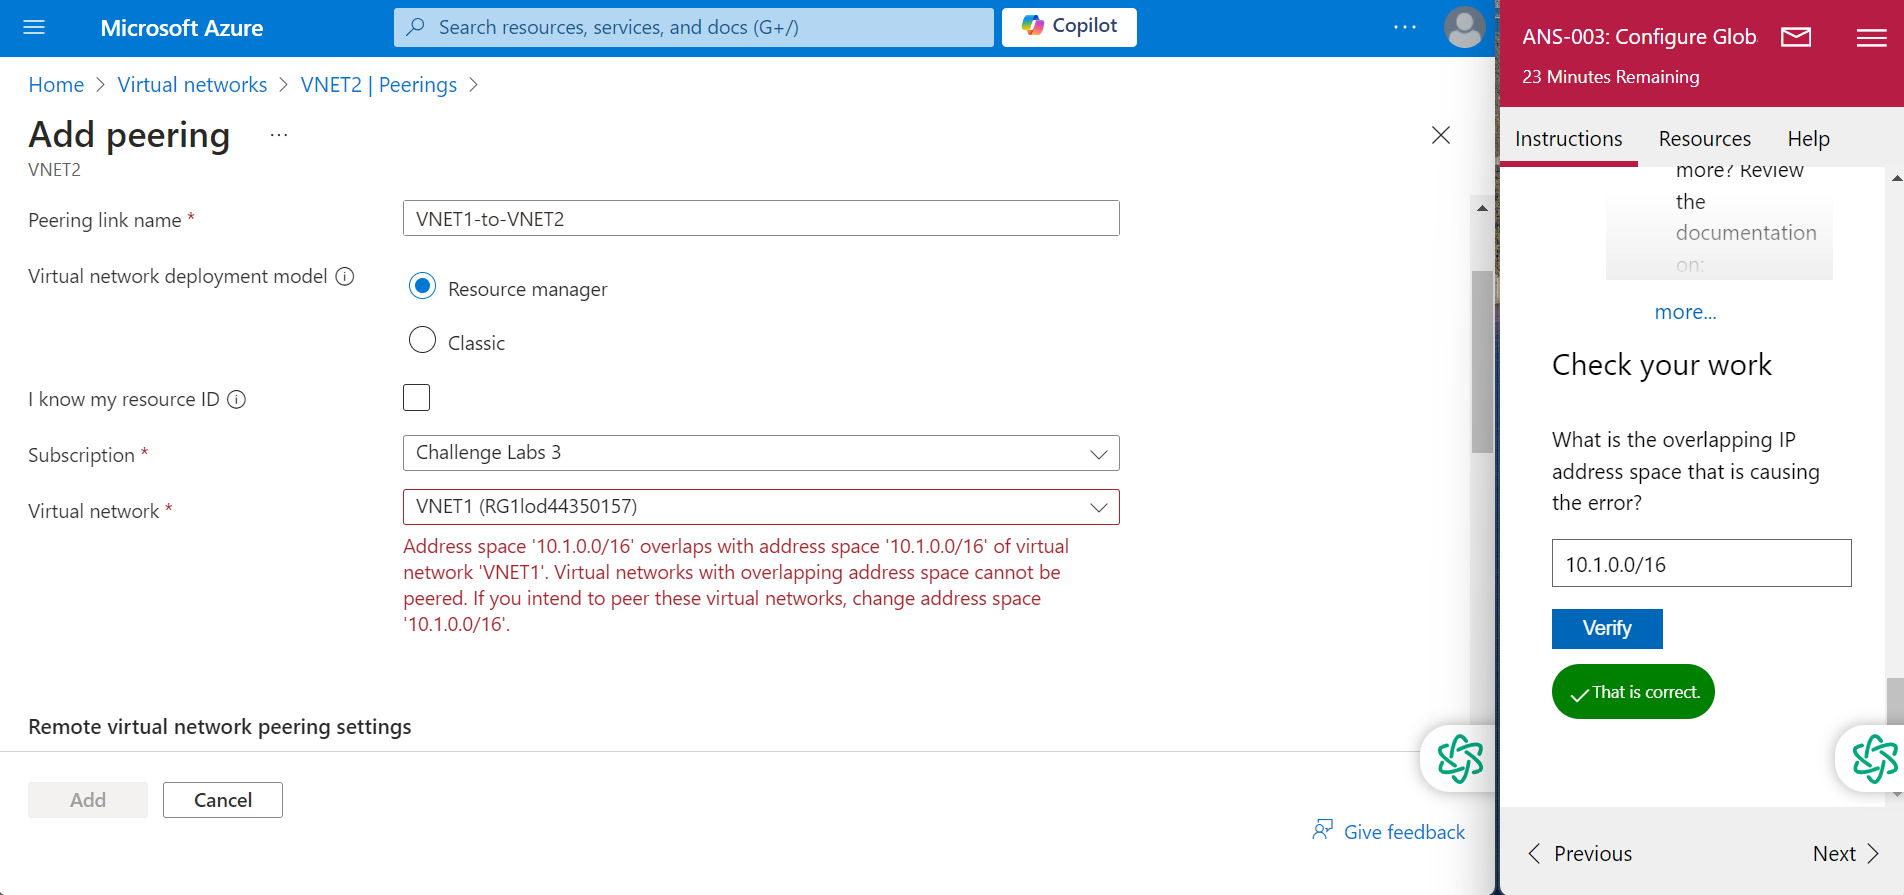 Microsoft Azure
Search resources, services, and docs (G+/)
Copilot
Home > Virtual networks > VNET2 | Peerings >
Add peering ...
VNET2
Peering link name *
VNET1-to-VNET2
Virtual network deployment model
Resource manager
Classic
I know my resource ID
Subscription *
Challenge Labs 3
Virtual network *
VNET1 (RG1lod44350157)
Address space '10.1.0.0/16' overlaps with address space '10.1.0.0/16' of virtual
network 'VNET1'. Virtual networks with overlapping address space cannot be
peered. If you intend to peer these virtual networks, change address space
'10.1.0.0/16'.
Remote virtual network peering settings
Add
Cancel
Give feedback
ANS-003: Configure Glob
23 Minutes Remaining
Instructions
Resources
Help
more? Review
the
documentation
on:
more...
Check your work
What is the overlapping IP
address space that is causing
the error?
10.1.0.0/16
Verify
That is correct.
Previous
Next